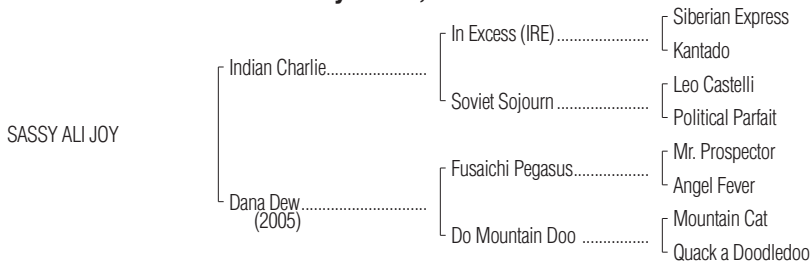 Siberian Express
In Excess (IRE)....................
Kantado
Indian Charlie........................
Leo Castelli
Soviet Sojourn ......................
Political Parfait
SASSY ALI JOY
Mr. Prospector
Fusaichi Pegasus..................
Angel Fever
Dana Dew..............................
(2005)
Mountain Cat
Do Mountain Doo ................
Quack a Doodledoo